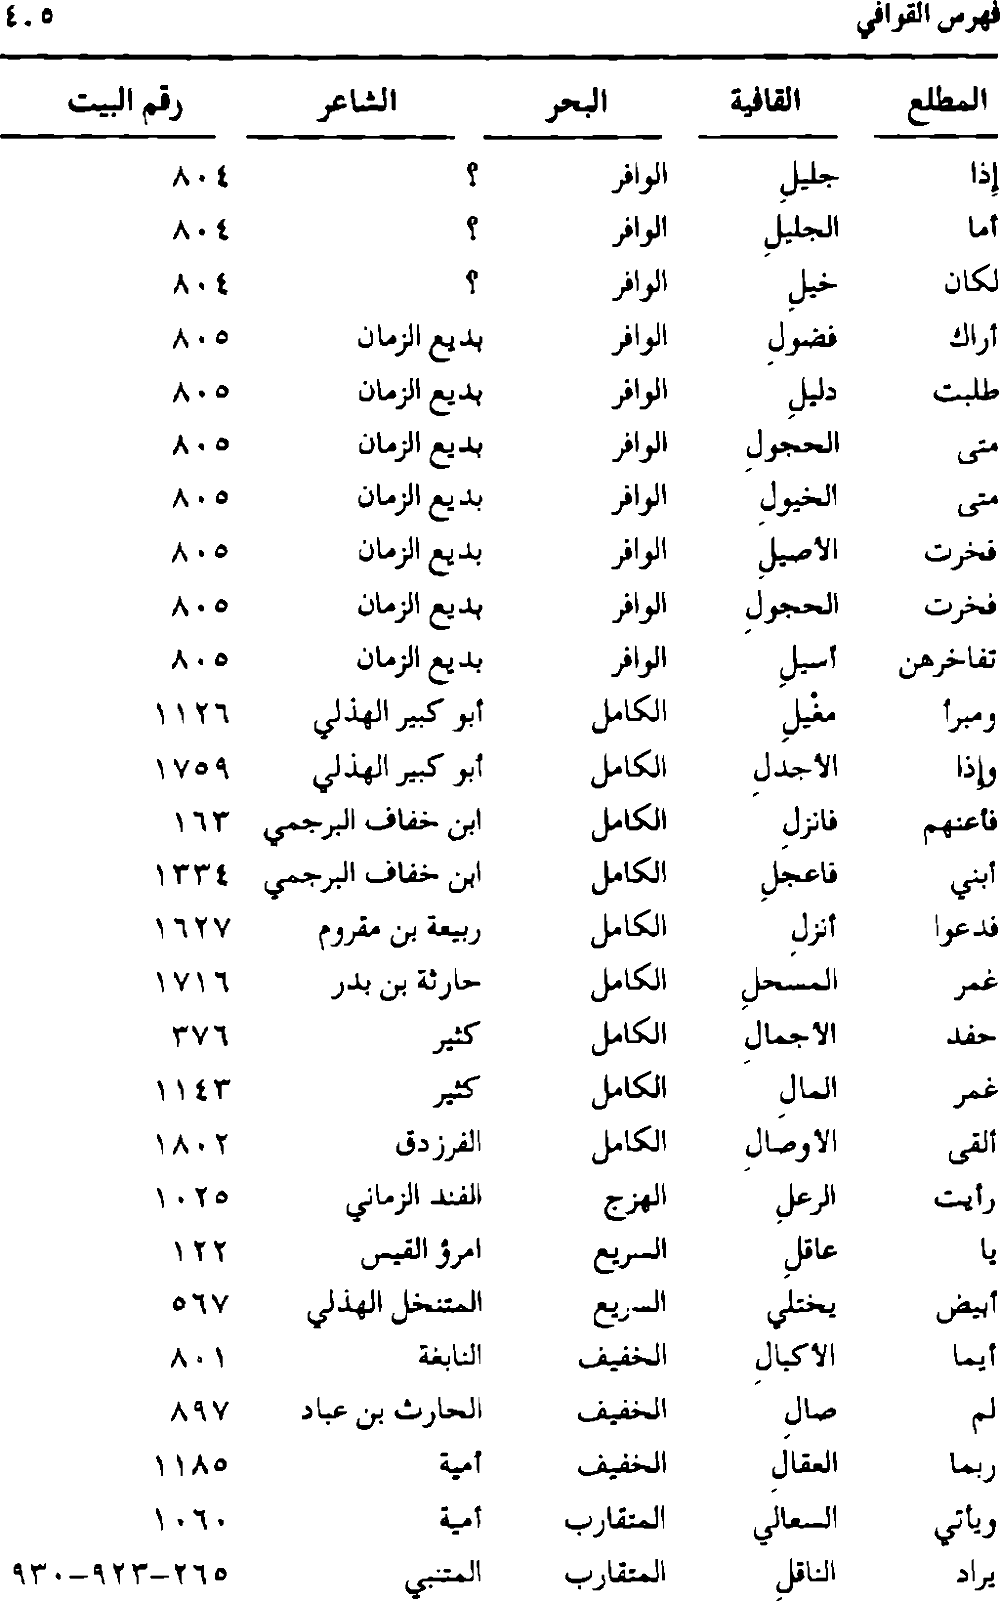 فهرس القوافي ٤٠٥
المطلع القافية البحر الشاعر رقم البيت
إذا جليلِ الوافر ؟ ٨٠٤
أما الجليلِ الوافر ؟ ٨٠٤
لكان خيلِ الوافر ؟ ٨٠٤
أراك فضولِ الوافر بديع الزمان ٨٠٥
طلبت دليلِ الوافر بديع الزمان ٨٠٥
متى الحجولِ الوافر بديع الزمان ٨٠٥
متى الخيولِ الوافر بديع الزمان ٨٠٥
فخرت الأصيلِ الوافر بديع الزمان ٨٠٥
فخرت الحجولِ الوافر بديع الزمان ٨٠٥
تفاخرهن أسيلِ الوافر بديع الزمان ٨٠٥
ومبرأ مغْيلِ الكامل أبو كبير الهذلي ١١٢٦
وإذا الأجدلِ الكامل أبو كبير الهذلي ١٧٥٩
فأعنهم فانزلِ الكامل ابن خفاف البرجمي ١٦٣
أبني فاعجلِ الكامل ابن خفاف البرجمي ١٣٣٤
فدعوا أنزلِ الكامل ربيعة بن مقروم ١٦٢٧
غمر المسحلِ الكامل حارثة بن بدر ١٧١٦
حفد الأجمالِ الكامل كثير ٣٧٦
غمر المالِ الكامل كثير ١١٤٣
ألقى الأوصالِ الكامل الفرزدق ١٨٠٢
رأيت الرعلِ الهزج الفند الزماني ١٠٢٥
يا عاقلِ السريع امرؤ القيس ١٢٢
أبيض يختلي السريع المتنخل الهذلي ٥٦٧
أيما الأكبالِ الخفيف النابغة ٨٠١
لم صالِ الخفيف الحارث بن عباد ٨٩٧
ربما العقالِ الخفيف أمية ١١٨٥
ويأتي السعالي المتقارب أمية ١٠٦٠
يراد الناقلِ المتقارب المتنبي ٢٦٥–٩٢٣–٩٣٠